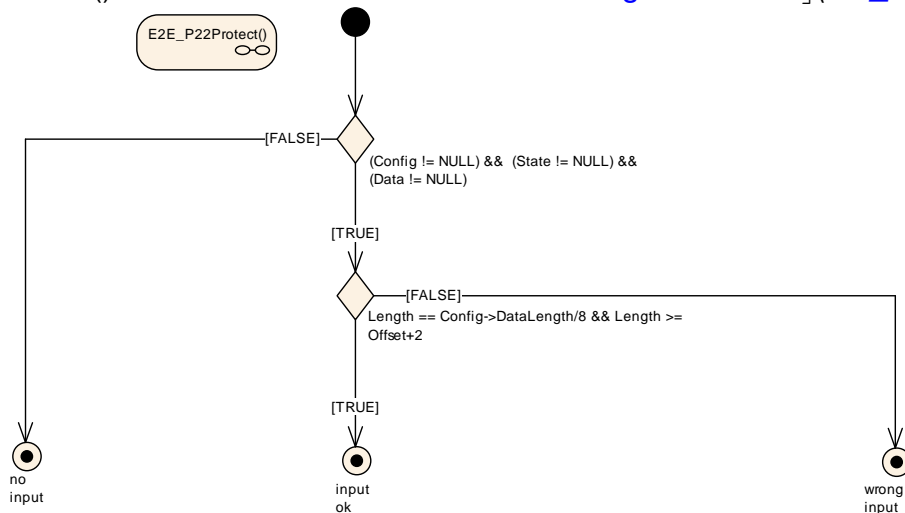 E2E_P22Protect()
[FALSE]
(Config != NULL) && (State != NULL) &&
(Data != NULL)
[TRUE]
[FALSE]
Length == Config->DataLength/8 && Length >=
Offset+2
[TRUE]
no
input
input
ok
wrong
input